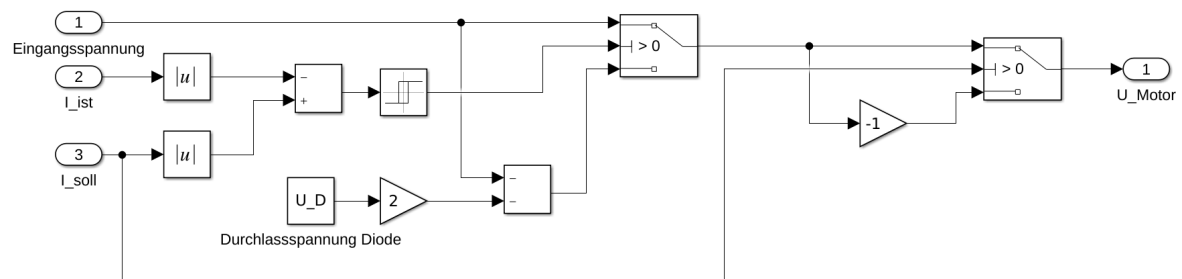 1
Eingangsspannung
2
I_ist
3
I_soll
|u|
|u|
−
+
U_D
Durchlassspannung Diode
2
−
−
> 0
-1
> 0
1
U_Motor